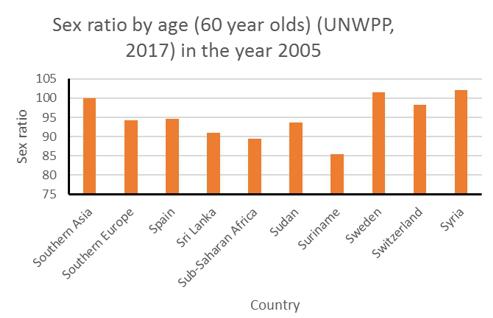 Sex ratio by age (60 year olds) (UNWPP,
2017) in the year 2005
105
100
95
90
85
80
75
Sex ratio
Southern Asia
Southern Europe
Spain
Sri Lanka
Sub-Saharan Africa
Sudan
Suriname
Sweden
Switzerland
Syria
Country